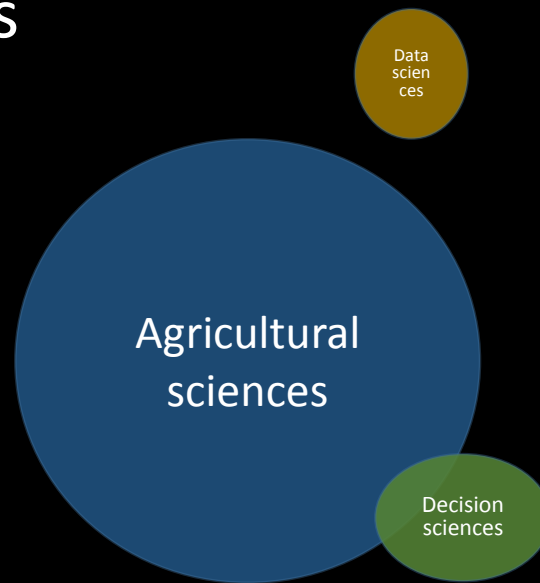 s
Data
scien
ces
Agricultural
sciences
Decision
sciences